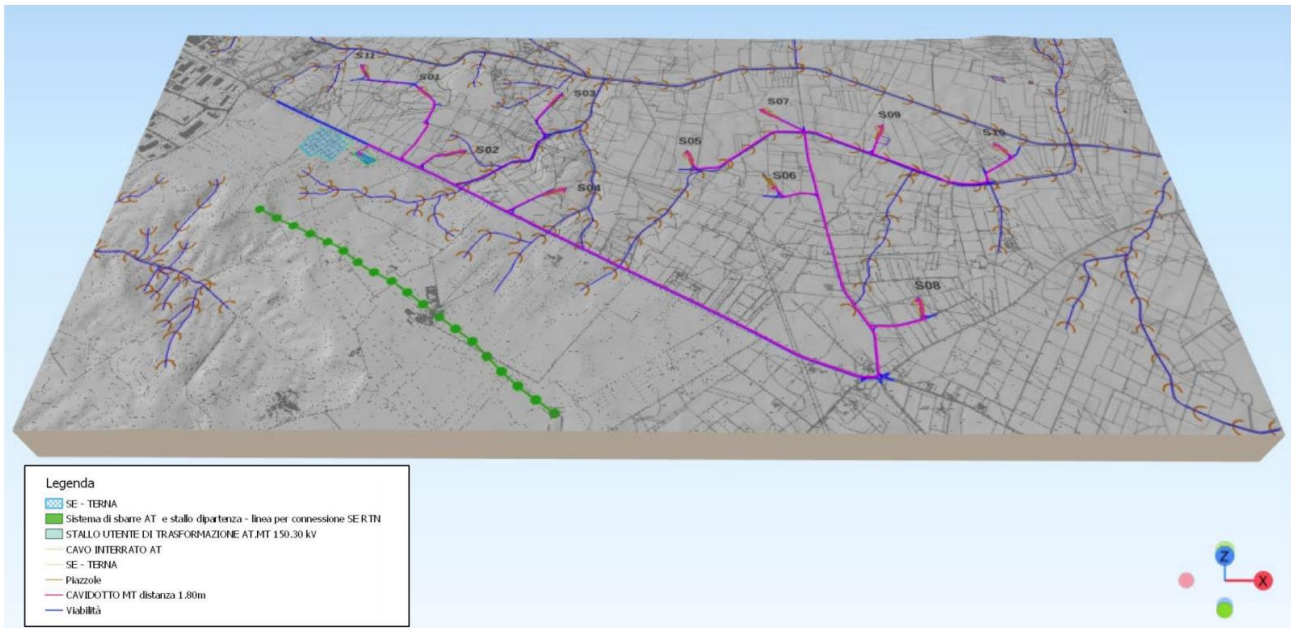 S11
S01
S03
S02
S04
S07
S09
S05
S10
S06
S08
Legenda
SE - TERNA
Sistema di sbarre AT e stallo dipartenza - linea per connessione SE RTN
STALLO UTENTE DI TRASFORMAZIONE AT.MT 150.30 kV
CAVO INTERRATO AT
SE - TERNA
Piazzole
CAVIDOTTO MT distanza 1.80m
Viabilità
Z
X